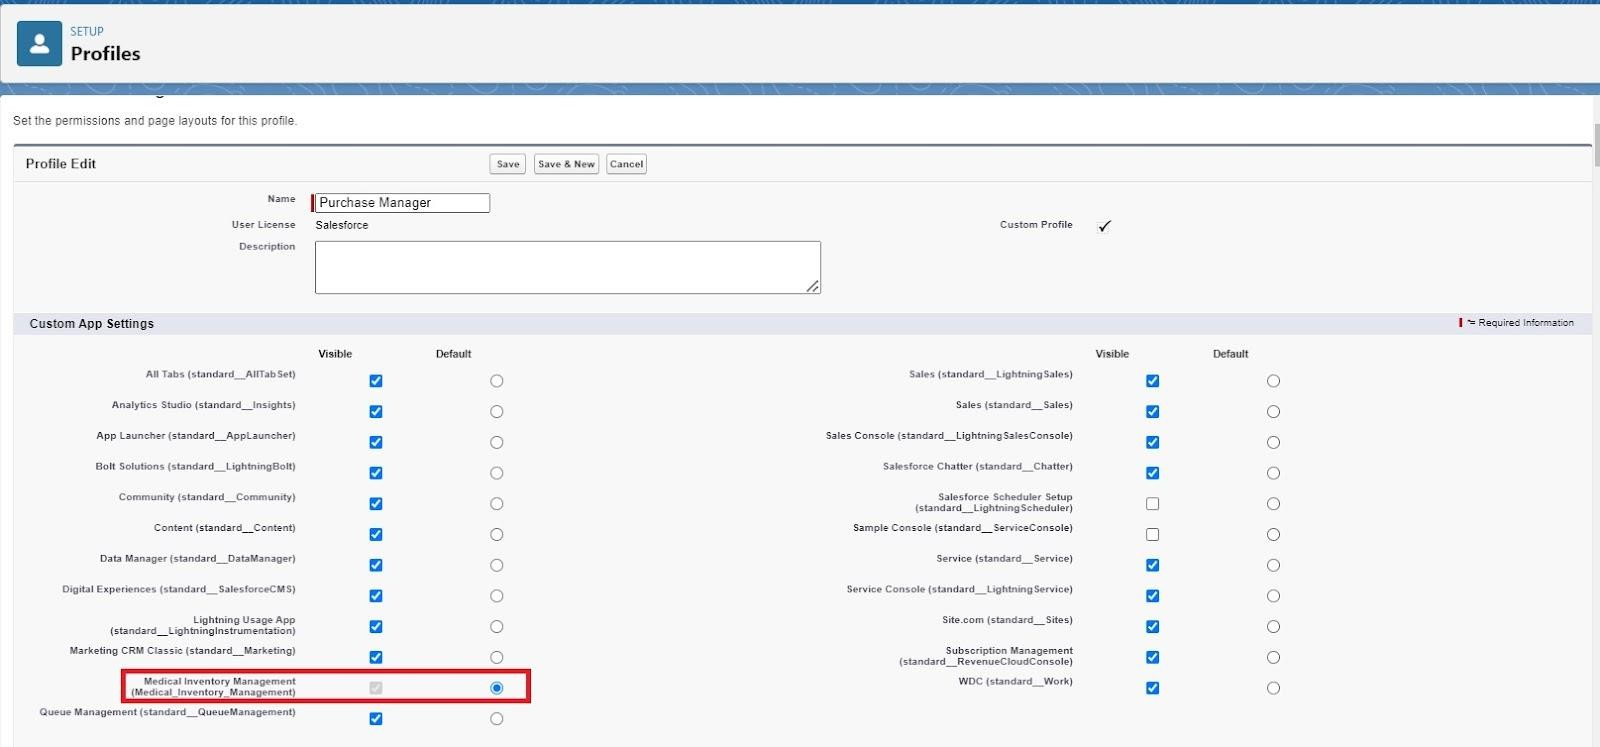 SETUP
Profiles
Set the permissions and page layouts for this profile.
Profile Edit
Save
Save & New
Cancel
Name
Purchase Manager
User License
Salesforce
Custom Profile
Description
Custom App Settings
= Required Information
Visible
Default
Visible
Default
All Tabs (standard__AllTabSet)
Sales (standard__LightningSales)
Analytics Studio (standard__Insights)
Sales (standard__Sales)
App Launcher (standard__AppLauncher)
Sales Console (standard__LightningSalesConsole)
Bolt Solutions (standard__LightningBolt)
Salesforce Chatter (standard__Chatter)
Community (standard__Community)
Salesforce Scheduler Setup
(standard__LightningScheduler)
Content (standard__Content)
Sample Console (standard__ServiceConsole)
Data Manager (standard__DataManager)
Service (standard__Service)
Digital Experiences (standard__SalesforceCMS)
Service Console (standard__LightningService)
Lightning Usage App
(standard__LightningInstrumentation)
Site.com (standard__Sites)
Marketing CRM Classic (standard__Marketing)
Subscription Management
(standard__RevenueCloudConsole)
Medical Inventory Management
(Medical_Inventory_Management)
WDC (standard__Work)
Queue Management (standard__QueueManagement)